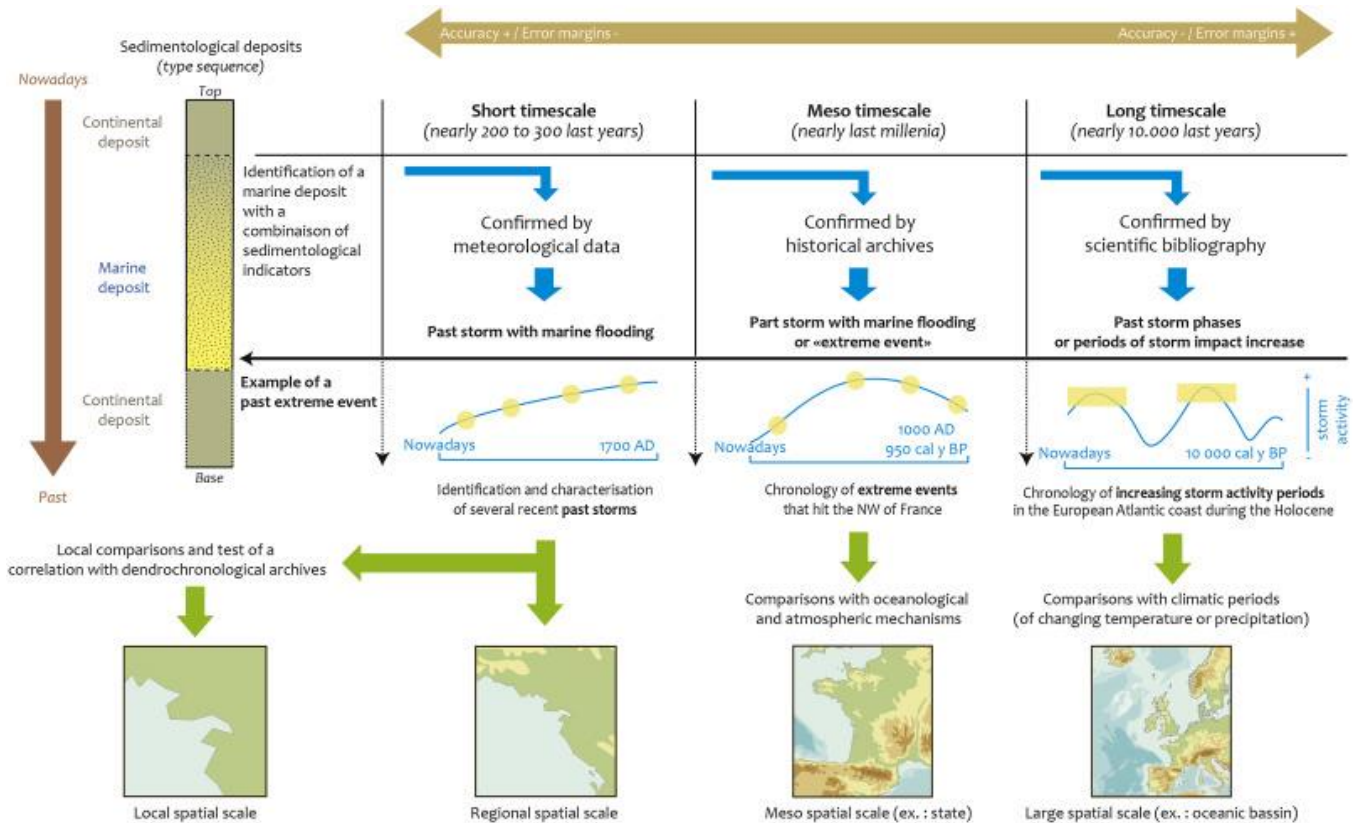 Accuracy + / Error margins -
Accuracy - / Error margins +
Sedimentological deposits
(type sequence)
Nowadays
Top
Short timescale
(nearly 200 to 300 last years)
Meso timescale
(nearly last millenia)
Long timescale
(nearly 10.000 last years)
Continental
deposit
Identification of a
marine deposit
with a
combinaison of
sedimentological
indicators
Marine
deposit
Confirmed by
meteorological data
Confirmed by
historical archives
Confirmed by
scientific bibliography
Past storm with marine flooding
Part storm with marine flooding
or «extreme event»
Past storm phases
or periods of storm impact increase
Example of a
past extreme event
Continental
deposit
Base
Past
Nowadays
1700 AD
Nowadays
1000 AD
950 cal y BP
Nowadays
10 000 cal y BP
+
storm
activity
-
Identification and characterisation
of several recent past storms
Chronology of extreme events
that hit the NW of France
Chronology of increasing storm activity periods
in the European Atlantic coast during the Holocene
Local comparisons and test of a
correlation with dendrochronological archives
Comparisons with oceanological
and atmospheric mechanisms
Comparisons with climatic periods
(of changing temperature or precipitation)
Local spatial scale
Regional spatial scale
Meso spatial scale (ex. : state)
Large spatial scale (ex. : oceanic bassin)